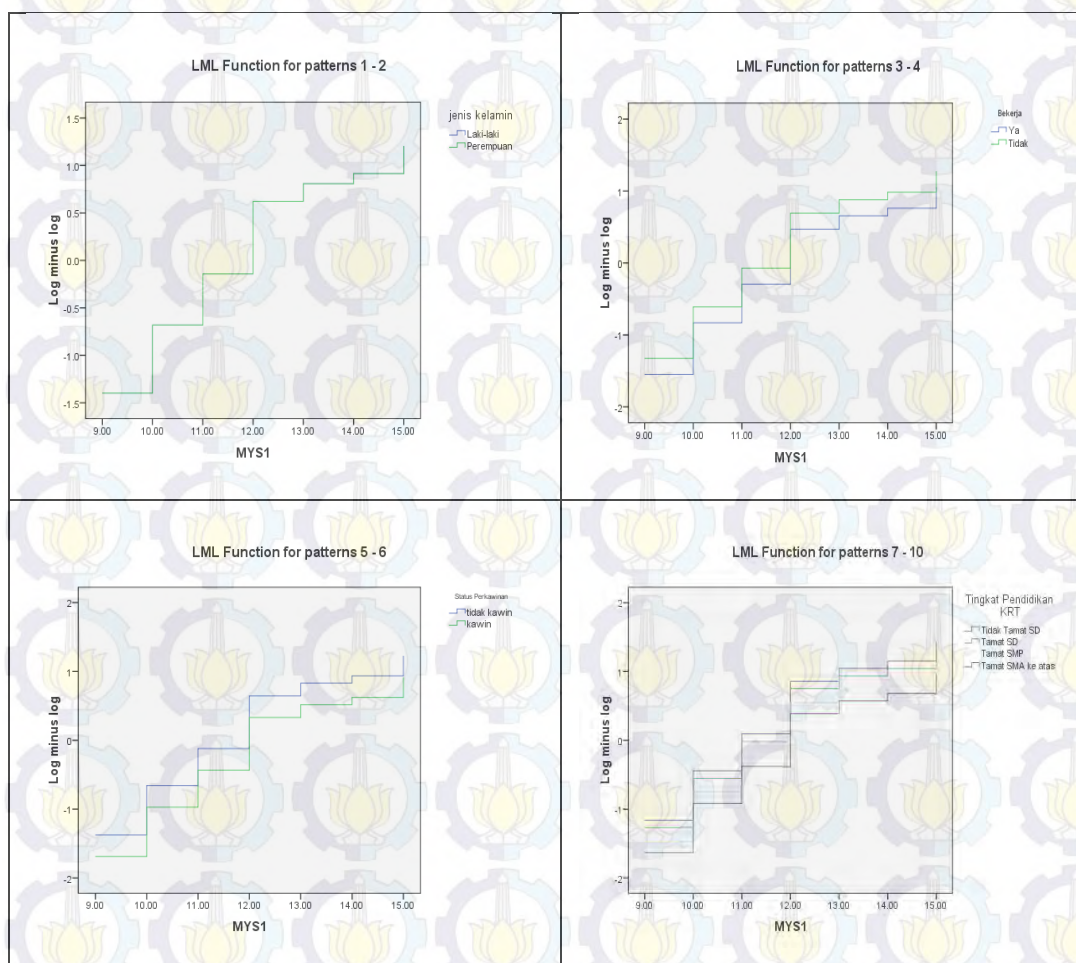 LML Function for patterns 1 - 2
jenis kelamin
Laki-laki
Perempuan
1.5
1.0
0.5
0.0
-0.5
-1.0
-1.5
Log minus log
9.00 10.00 11.00 12.00 13.00 14.00 15.00
MYS1
LML Function for patterns 3 - 4
Bekerja
Ya
Tidak
2
1
0
-1
-2
Log minus log
9.00 10.00 11.00 12.00 13.00 14.00 15.00
MYS1
LML Function for patterns 5 - 6
Status Perkawinan
tidak kawin
kawin
2
1
0
-1
-2
Log minus log
9.00 10.00 11.00 12.00 13.00 14.00 15.00
MYS1
LML Function for patterns 7 - 10
Tingkat Pendidikan
KRT
Tidak Tamat SD
Tamat SD
Tamat SMP
Tamat SMA ke atas
2
1
0
-1
-2
Log minus log
9.00 10.00 11.00 12.00 13.00 14.00 15.00
MYS1